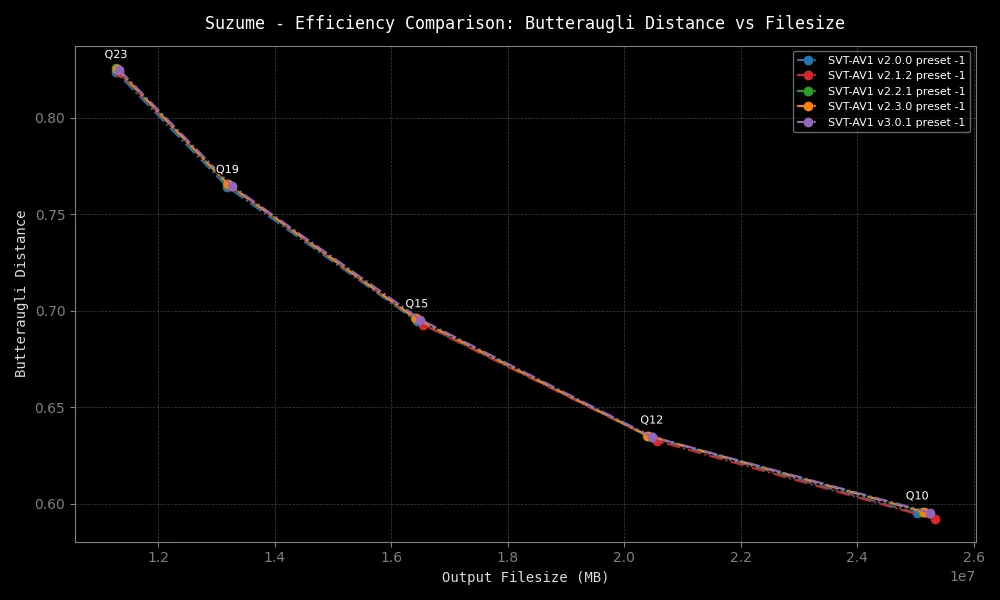 Suzume - Efficiency Comparison: Butteraugli Distance vs Filesize
Q23
SVT-AV1 v2.0.0 preset -1
SVT-AV1 v2.1.2 preset -1
SVT-AV1 v2.2.1 preset -1
SVT-AV1 v2.3.0 preset -1
SVT-AV1 v3.0.1 preset -1
0.80
Q19
0.75
Butteraugli Distance
0.70
Q15
0.65
Q12
0.60
Q10
1.2 1.4 1.6 1.8 2.0 2.2 2.4 2.6
1e7
Output Filesize (MB)